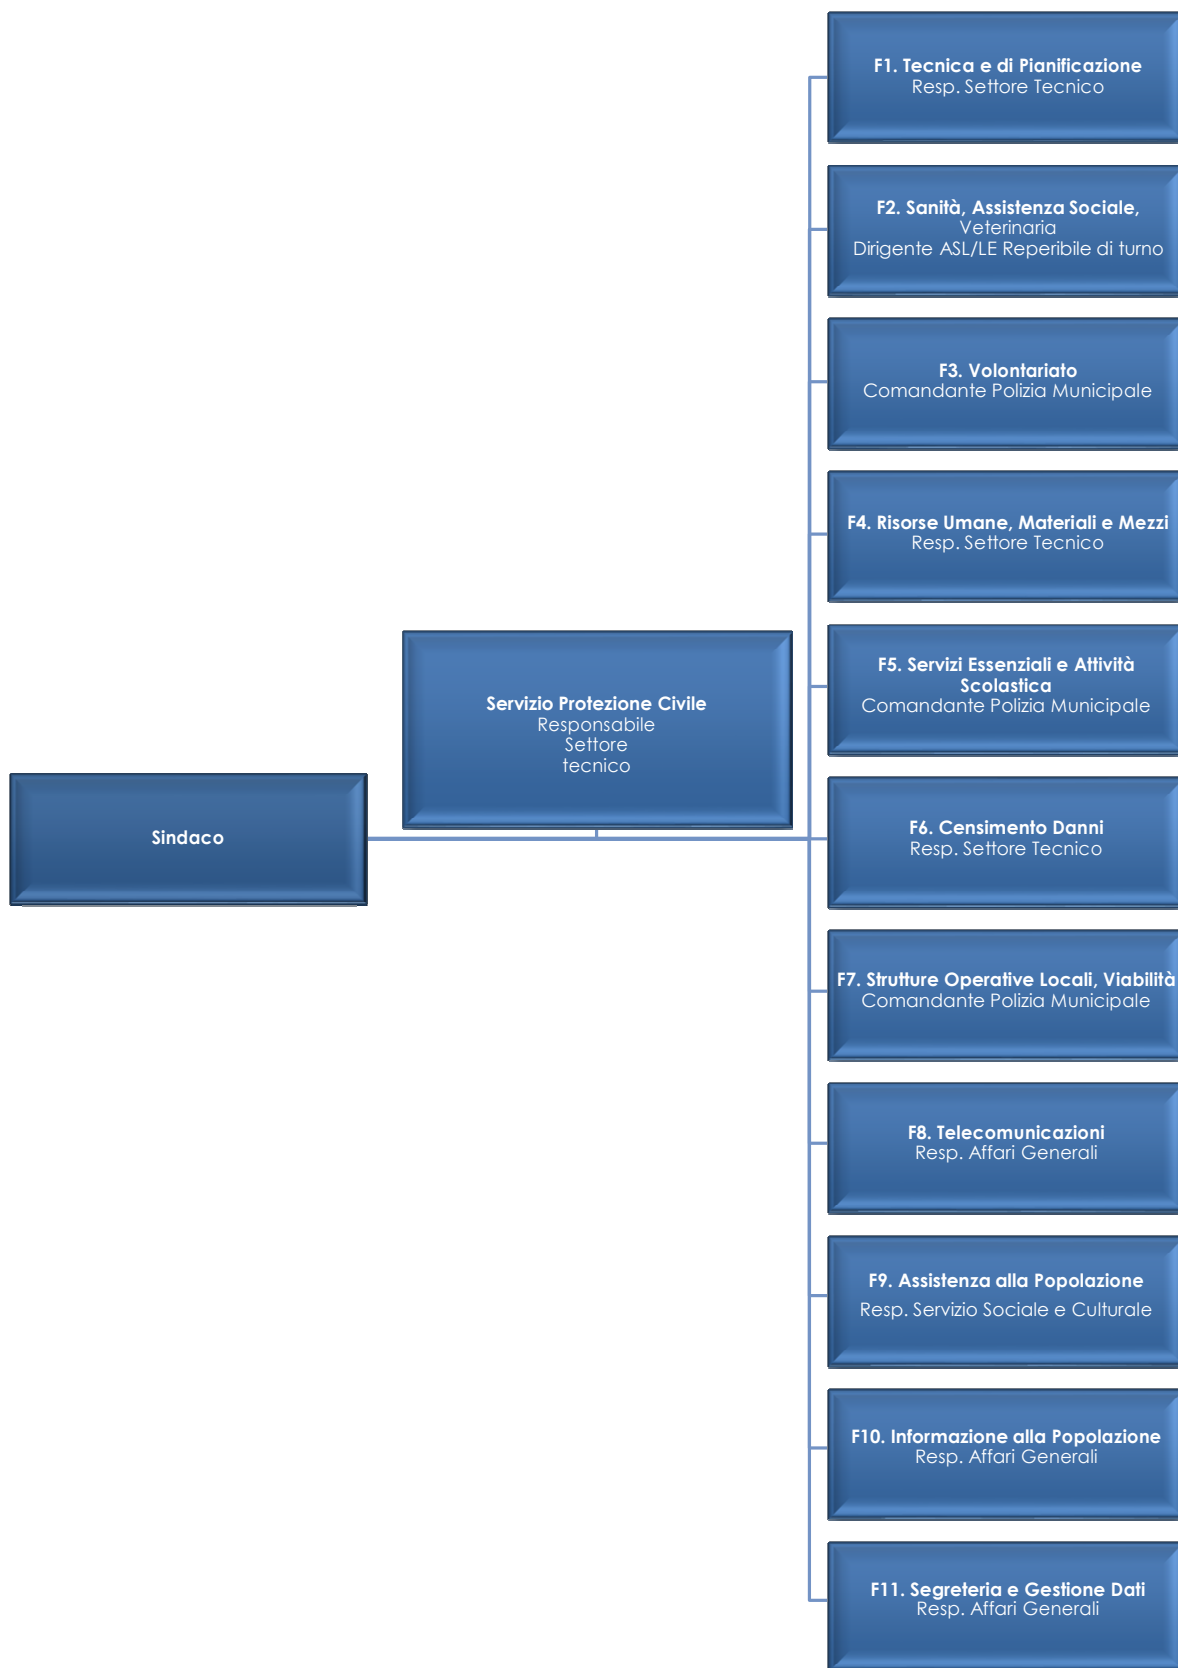 Sindaco
Servizio Protezione Civile
Responsabile
Settore
tecnico
F1. Tecnica e di Pianificazione
Resp. Settore Tecnico
F2. Sanità, Assistenza Sociale,
Veterinaria
Dirigente ASL/LE Reperibile di turno
F3. Volontariato
Comandante Polizia Municipale
F4. Risorse Umane, Materiali e Mezzi
Resp. Settore Tecnico
F5. Servizi Essenziali e Attività
Scolastica
Comandante Polizia Municipale
F6. Censimento Danni
Resp. Settore Tecnico
F7. Strutture Operative Locali, Viabilità
Comandante Polizia Municipale
F8. Telecomunicazioni
Resp. Affari Generali
F9. Assistenza alla Popolazione
Resp. Servizio Sociale e Culturale
F10. Informazione alla Popolazione
Resp. Affari Generali
F11. Segreteria e Gestione Dati
Resp. Affari Generali